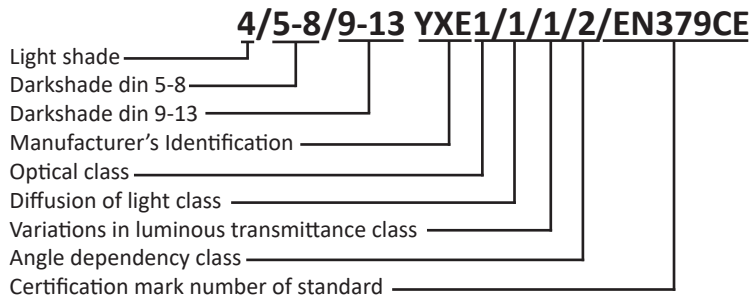 4/5-8/9-13 YXE1/1/1/2/EN379CE
Light shade
Darkshade din 5-8
Darkshade din 9-13
Manufacturer's Identification
Optical class
Diffusion of light class
Variations in luminous transmittance class
Angle dependency class
Certification mark number of standard